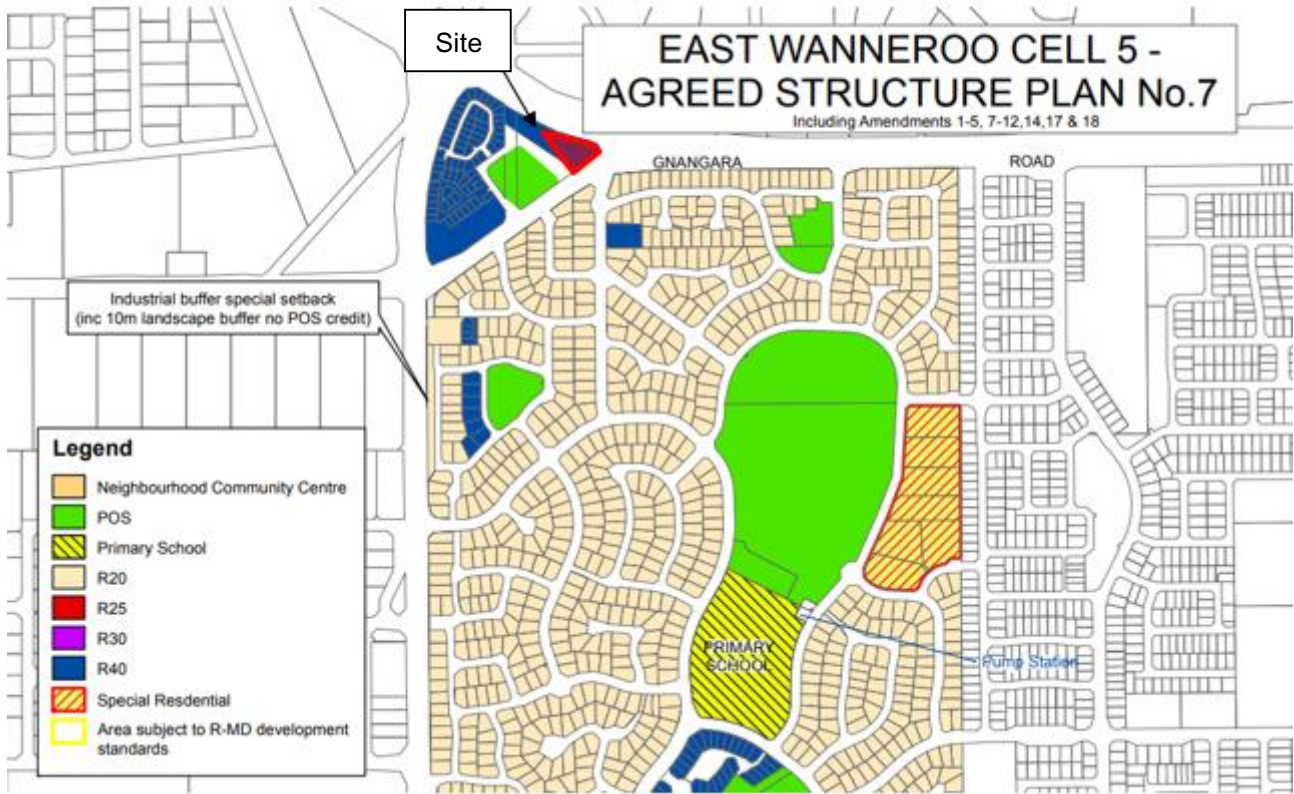 Site
EAST WANNEROO CELL 5 -
AGREED STRUCTURE PLAN No.7
Including Amendments 1-5, 7-12,14,17 & 18
GNANGARA
ROAD
Industrial buffer special setback
(inc 10m landscape buffer no POS credit)
Legend
Neighbourhood Community Centre
POS
Primary School
R20
R25
R30
R40
Special Resdential
Area subject to R-MD development
standards
PRIMARY
SCHOOL
Pump Station